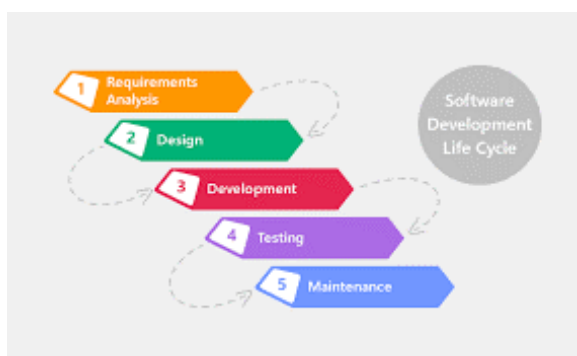 1
Requirements
Analysis
2
Design
3
Development
4
Testing
5
Maintenance
Software
Development
Life Cycle